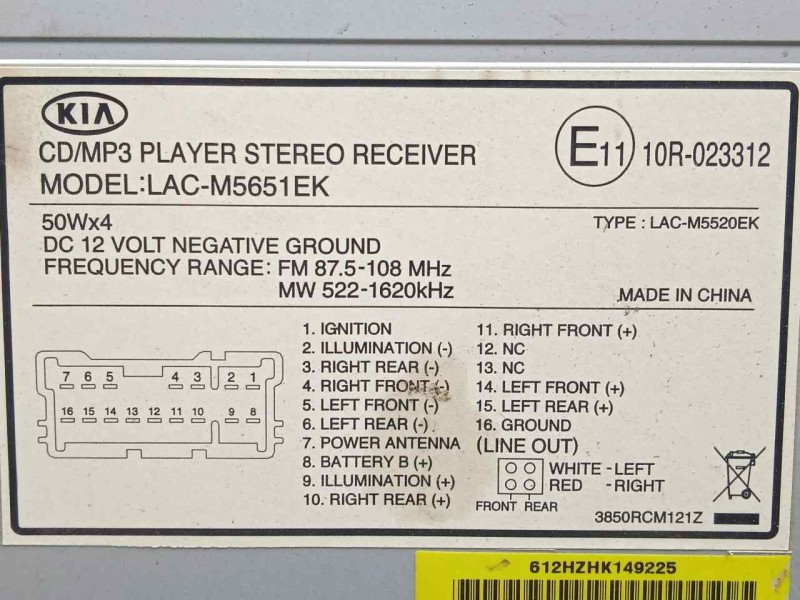 KIA
CD/MP3 PLAYER STEREO RECEIVER
MODEL:LAC-M5651EK
E11 10R-023312
50Wx4
DC 12 VOLT NEGATIVE GROUND
FREQUENCY RANGE: FM 87.5-108 MHz
MW 522-1620kHz
TYPE : LAC-M5520EK
MADE IN CHINA
7 6 5 4 3 2 1
16 15 14 13 12 11 10 9 8
1. IGNITION
2. ILLUMINATION (-)
3. RIGHT REAR (-)
4. RIGHT FRONT (-)
5. LEFT FRONT (-)
6. LEFT REAR (-)
7. POWER ANTENNA
8. BATTERY B (+)
9. ILLUMINATION (+)
10. RIGHT REAR (+)
11. RIGHT FRONT (+)
12. NC
13. NC
14. LEFT FRONT (+)
15. LEFT REAR (+)
16. GROUND
(LINE OUT)
WHITE -LEFT
RED -RIGHT
FRONT REAR
3850RCM121Z
612HZHK149225